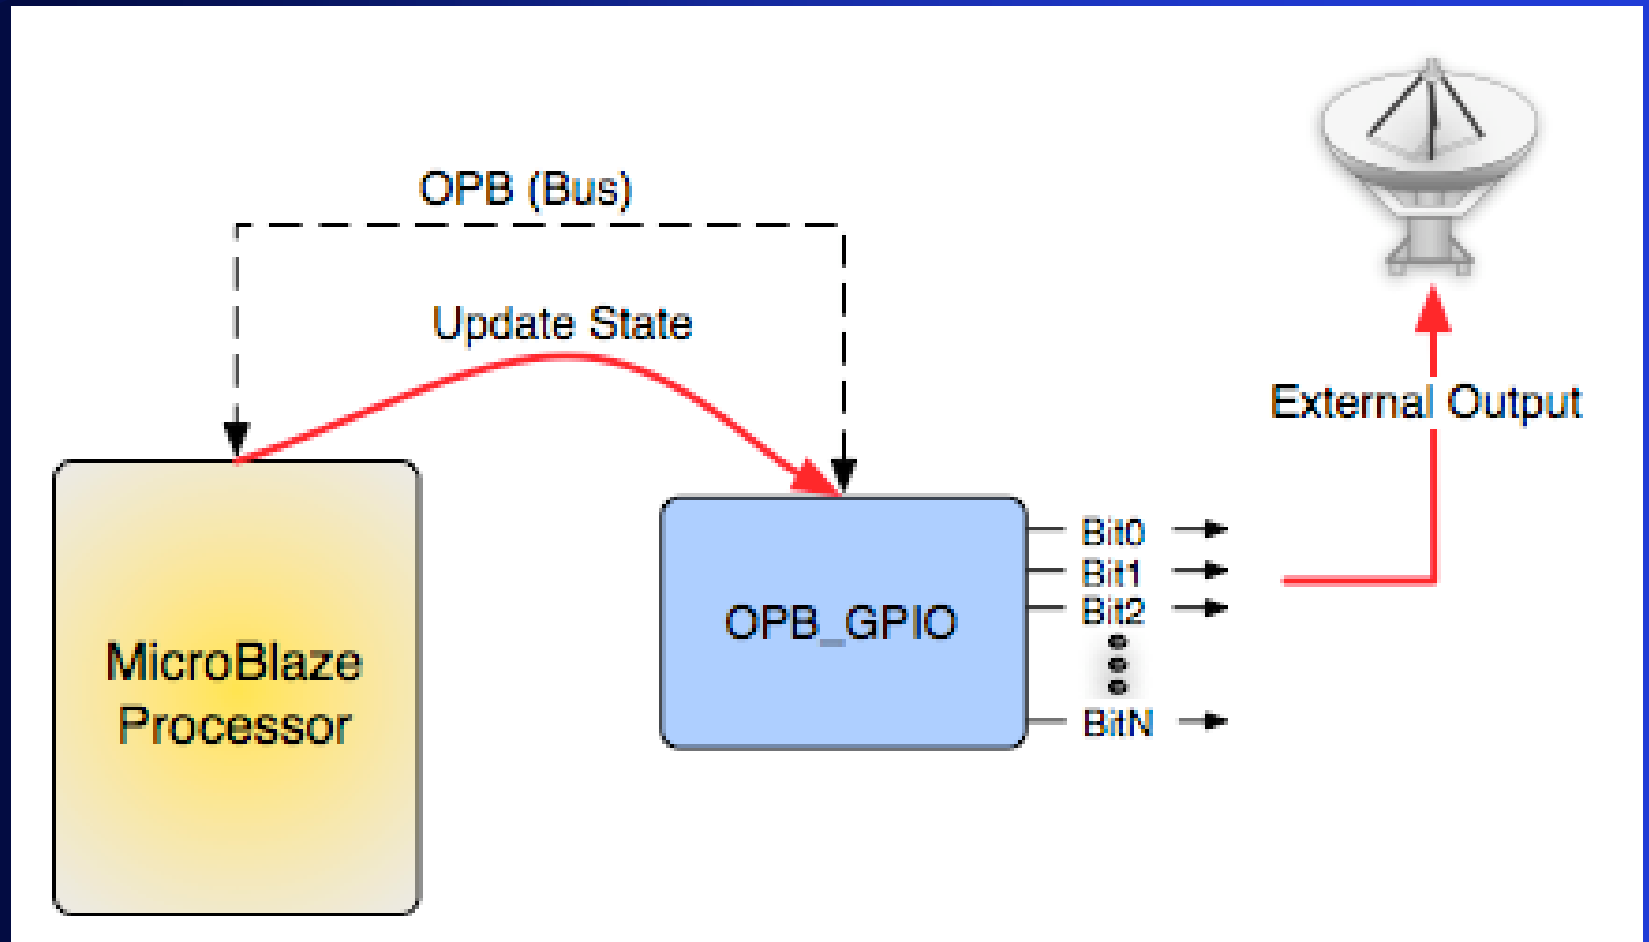 OPB (Bus)
Update State
External Output
MicroBlaze
Processor
OPB_GPIO
Bit0
Bit1
Bit2
BitN